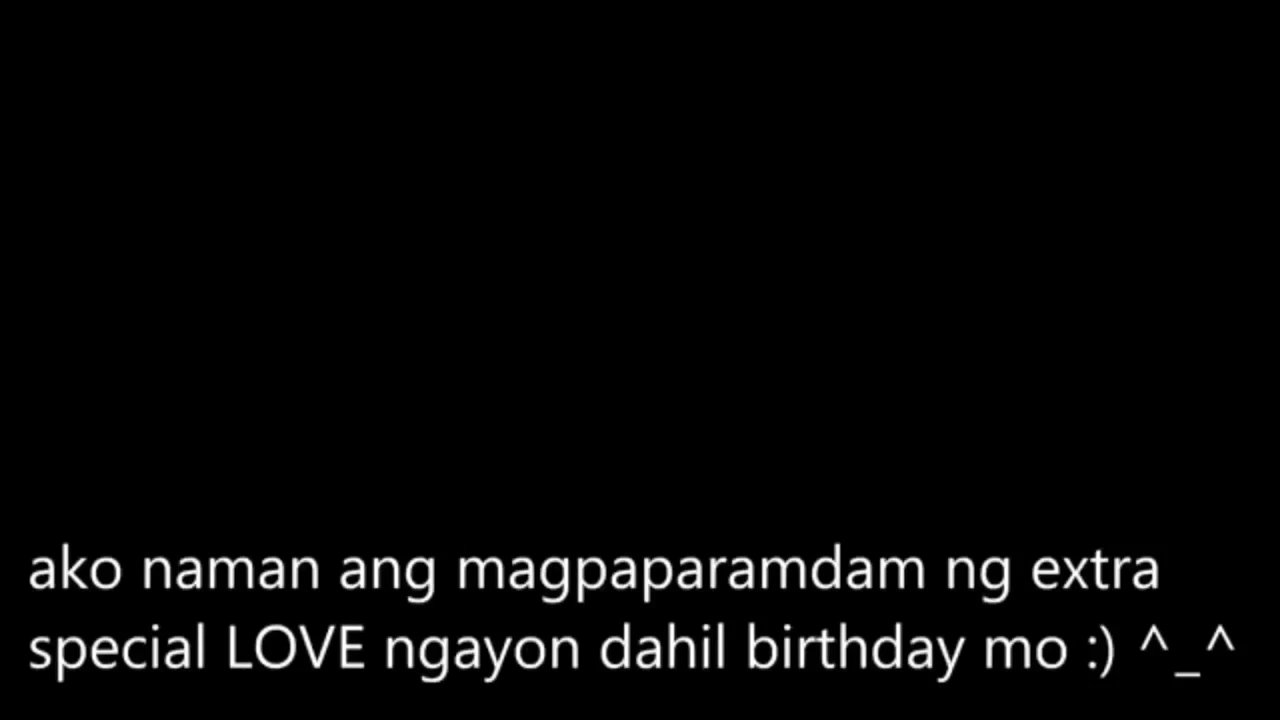 ako naman ang magpaparamdam ng extra
special LOVE ngayon dahil birthday mo :) ^_^